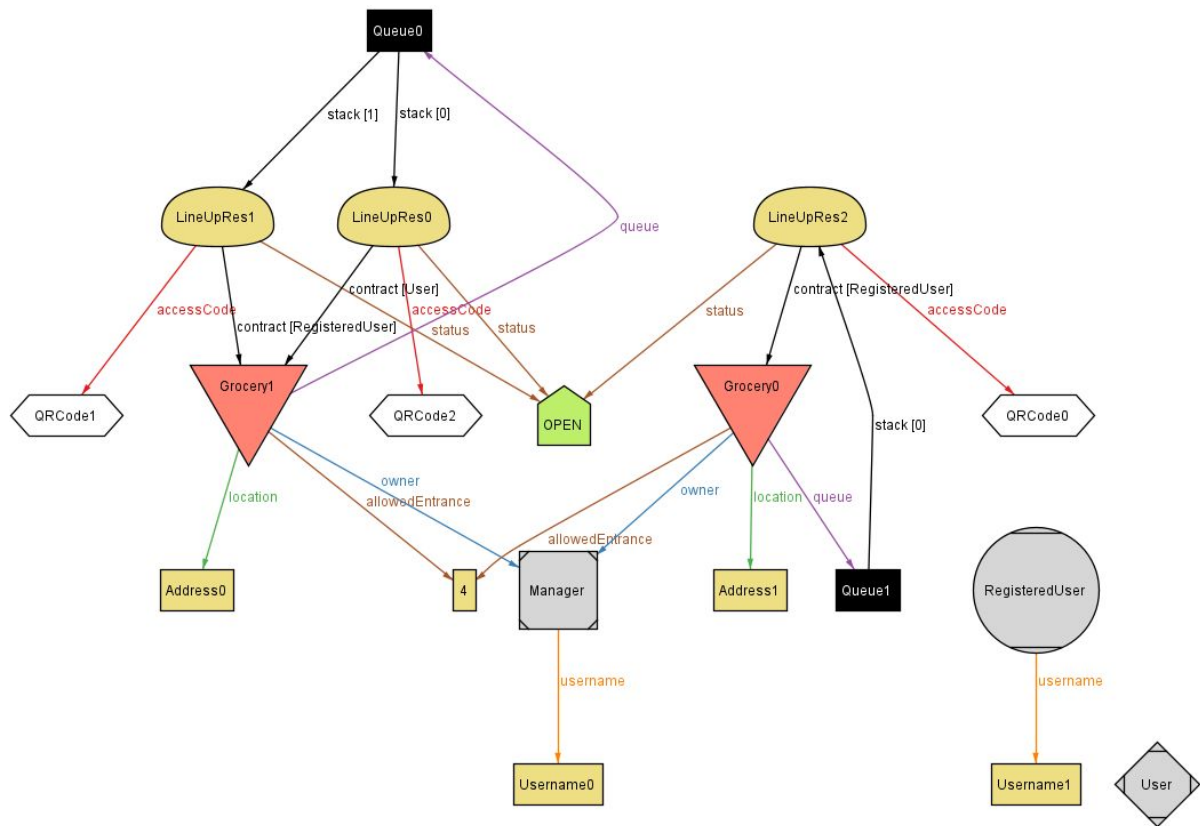 Queue0
stack [1]
stack [0]
LineUpRes1
LineUpRes0
LineUpRes2
queue
contract [User]
contract [RegisteredUser]
accessCode
accessCode
accessCode
status
contract [RegisteredUser]
status
status
Grocery1
Grocery0
QRCode1
QRCode2
OPEN
QRCode0
stack [0]
owner
owner
location
allowedEntrance
location
queue
allowedEntrance
Address0
4
Manager
Address1
Queue1
RegisteredUser
username
username
Username0
Username1
User